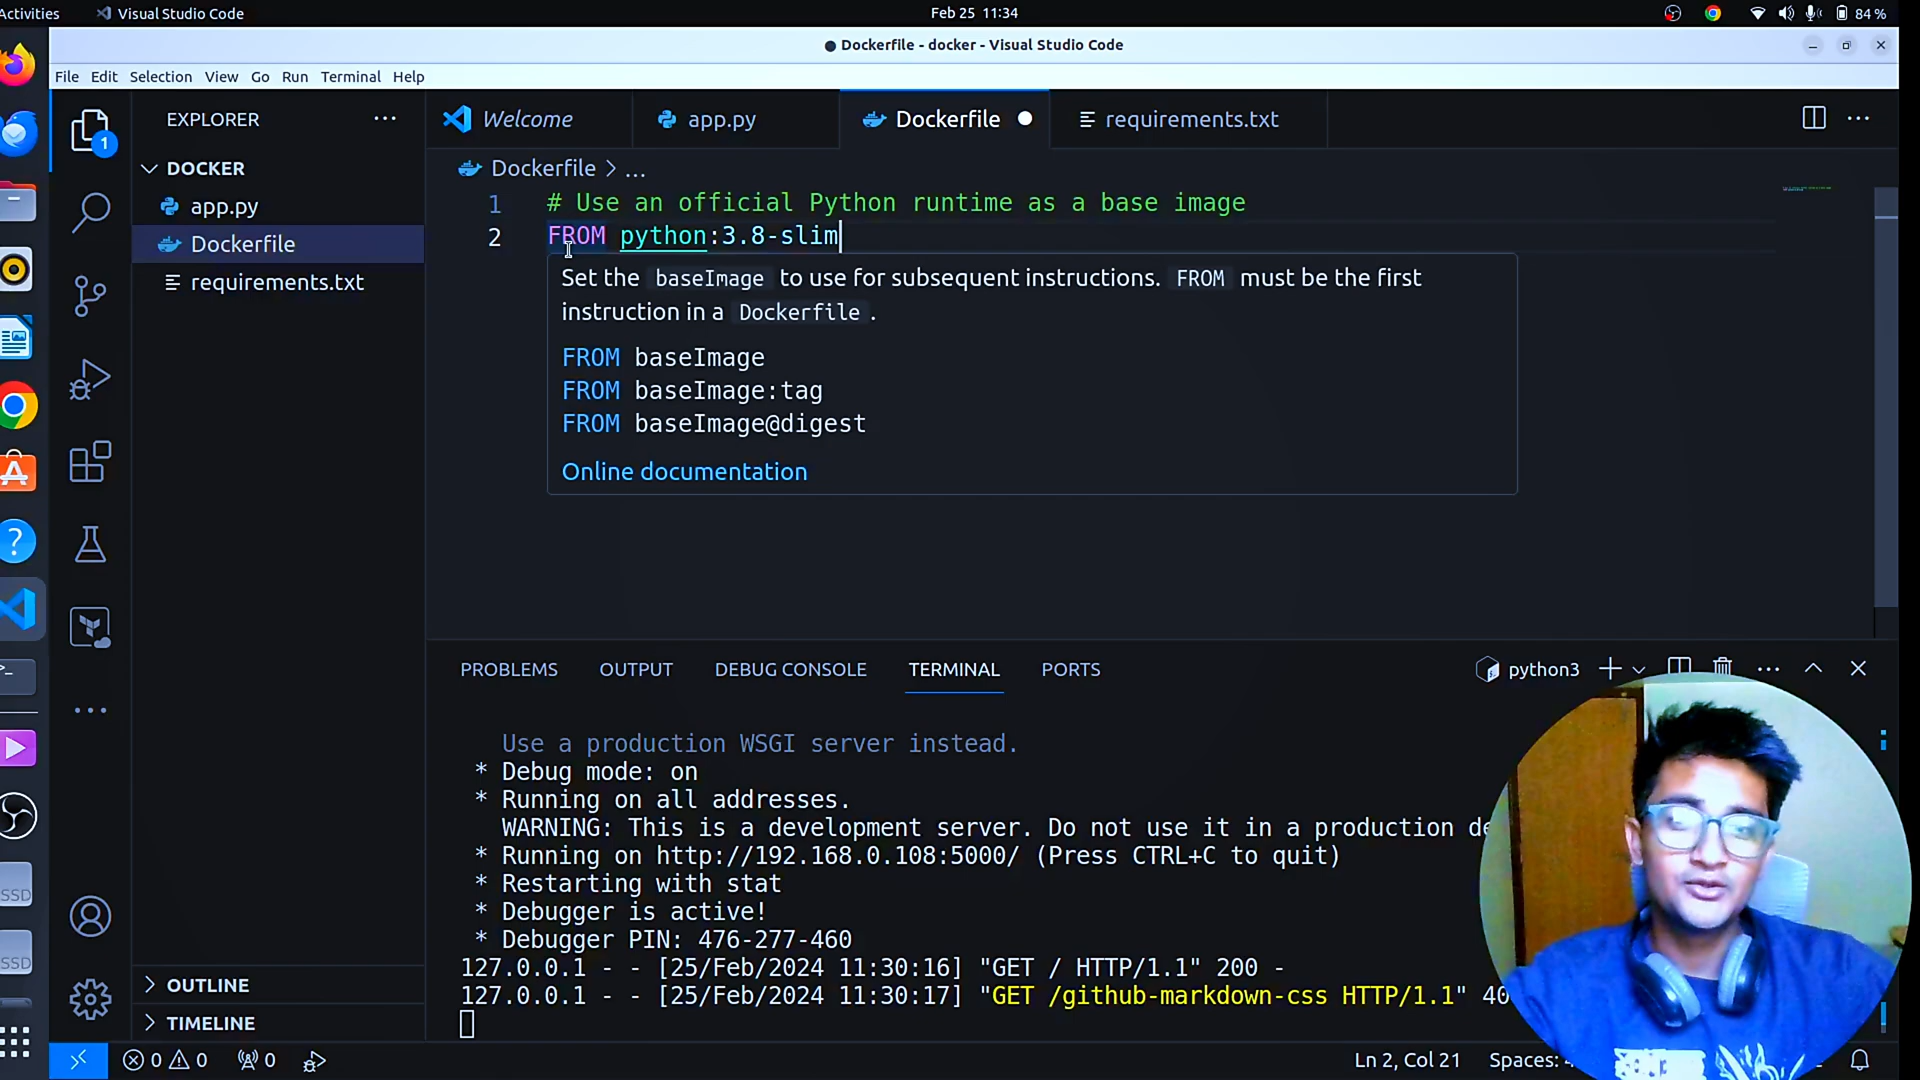 Activities
Visual Studio Code
Feb 25 11:34
84 %
● Dockerfile - docker - Visual Studio Code
File Edit Selection View Go Run Terminal Help
EXPLORER
Welcome
app.py
Dockerfile
requirements.txt
1
DOCKER
app.py
Dockerfile
requirements.txt
Dockerfile > ...
1 # Use an official Python runtime as a base image
2 FROM python:3.8-slim
Set the baseImage to use for subsequent instructions. FROM must be the first
instruction in a Dockerfile .
FROM baseImage
FROM baseImage:tag
FROM baseImage@digest
Online documentation
PROBLEMS OUTPUT DEBUG CONSOLE TERMINAL PORTS
python3
Use a production WSGI server instead.
* Debug mode: on
* Running on all addresses.
WARNING: This is a development server. Do not use it in a production
* Running on http://192.168.0.108:5000/ (Press CTRL+C to quit)
* Restarting with stat
* Debugger is active!
* Debugger PIN: 476-277-460
127.0.0.1 - - [25/Feb/2024 11:30:16] "GET / HTTP/1.1" 200 -
127.0.0.1 - - [25/Feb/2024 11:30:17] "GET /github-markdown-css HTTP/1.1" 40
SSD
SSD
OUTLINE
TIMELINE
0 0
0
Ln 2, Col 21
Spaces: